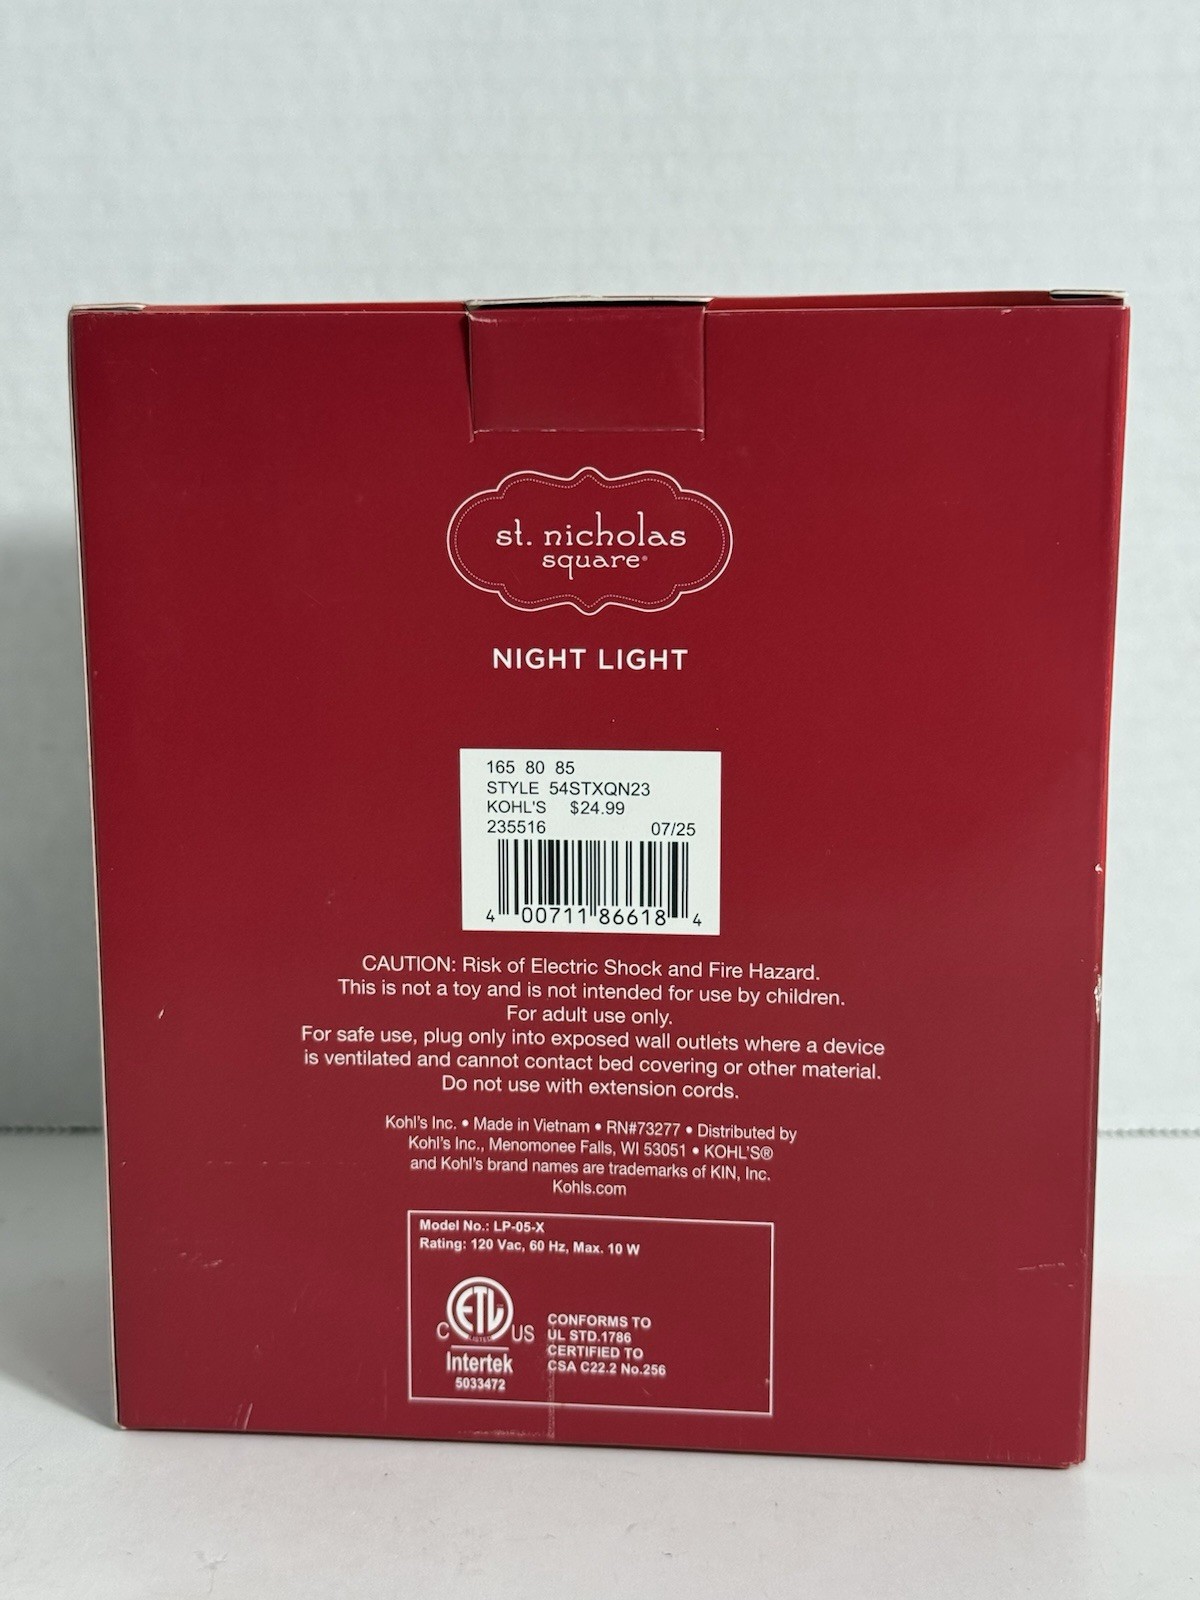 st. nicholas
square®
NIGHT LIGHT
165 80 85
STYLE 54STXQN23
KOHL'S $24.99
235516 07/25
4 00711 86618 4
CAUTION: Risk of Electric Shock and Fire Hazard.
This is not a toy and is not intended for use by children.
For adult use only.
For safe use, plug only into exposed wall outlets where a device
is ventilated and cannot contact bed covering or other material.
Do not use with extension cords.
Kohl's Inc. • Made in Vietnam • RN#73277 • Distributed by
Kohl's Inc., Menomonee Falls, WI 53051 • KOHL'S®
and Kohl's brand names are trademarks of KIN, Inc.
Kohls.com
Model No.: LP-05-X
Rating: 120 Vac, 60 Hz, Max. 10 W
C ETL US
LISTED
Intertek
5033472
CONFORMS TO
UL STD.1786
CERTIFIED TO
CSA C22.2 No.256